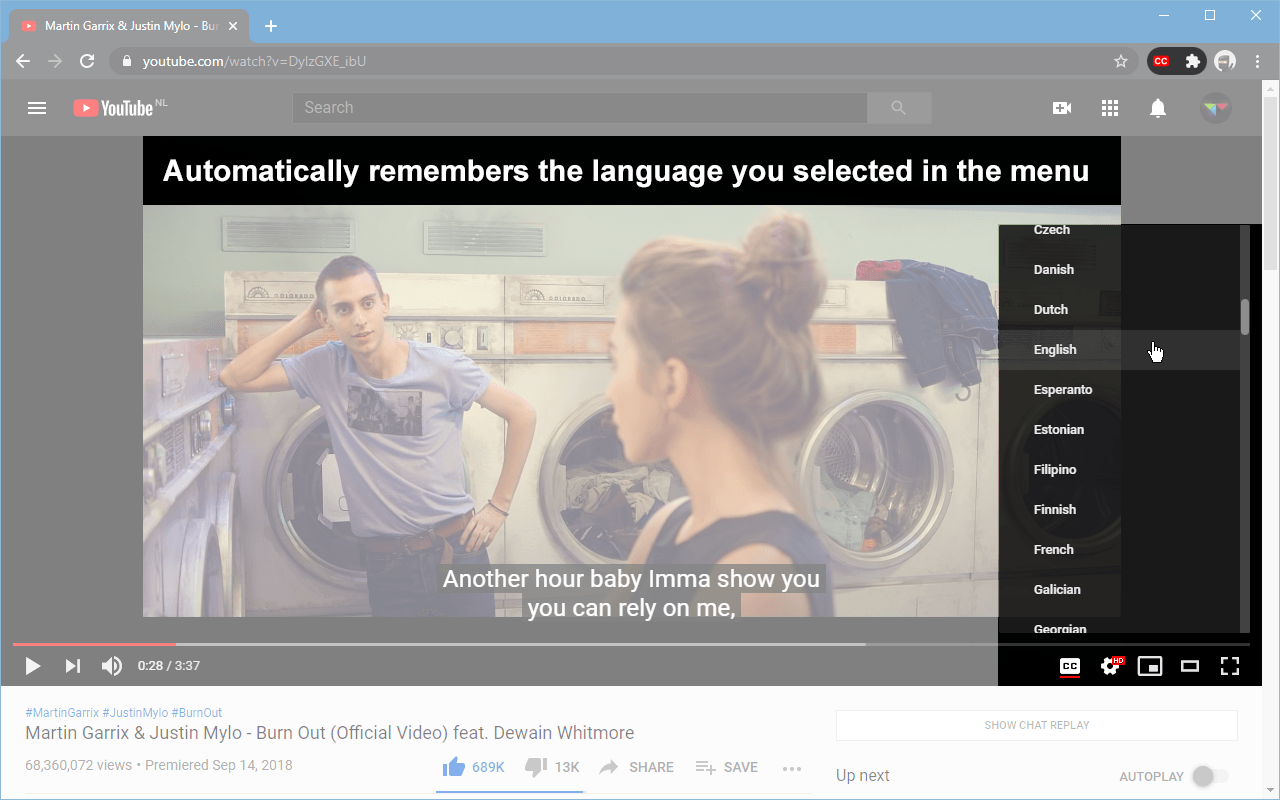 Martin Garrix & Justin Mylo - Bur
youtube.com/watch?v=DylzGXE_ibU
CC
YouTube NL
Search
Automatically remembers the language you selected in the menu
Czech
Danish
Dutch
English
Esperanto
Estonian
Filipino
Finnish
French
Galician
Georgian
COLORADO
Another hour baby Imma show you
you can rely on me,
0:28 / 3:37
CC
HD
#MartinGarrix #JustinMylo #BurnOut
Martin Garrix & Justin Mylo - Burn Out (Official Video) feat. Dewain Whitmore
68,360,072 views • Premiered Sep 14, 2018
689K
13K
SHARE
SAVE
SHOW CHAT REPLAY
Up next
AUTOPLAY